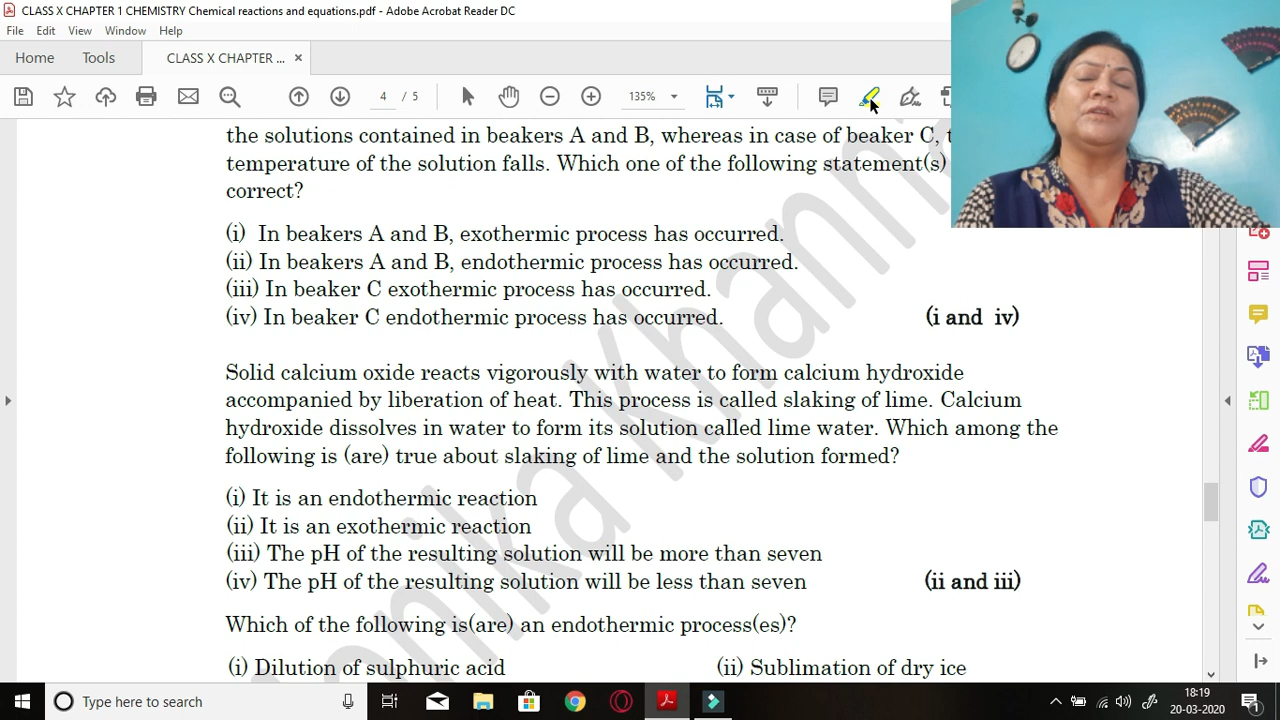 CLASS X CHAPTER 1 CHEMISTRY Chemical reactions and equations.pdf - Adobe Acrobat Reader DC
File Edit View Window Help
Home Tools CLASS X CHAPTER ... ×
4 / 5 135%
the solutions contained in beakers A and B, whereas in case of beaker C, t
temperature of the solution falls. Which one of the following statement(s)
correct?
(i) In beakers A and B, exothermic process has occurred.
(ii) In beakers A and B, endothermic process has occurred.
(iii) In beaker C exothermic process has occurred.
(iv) In beaker C endothermic process has occurred. (i and iv)
Solid calcium oxide reacts vigorously with water to form calcium hydroxide
accompanied by liberation of heat. This process is called slaking of lime. Calcium
hydroxide dissolves in water to form its solution called lime water. Which among the
following is (are) true about slaking of lime and the solution formed?
(i) It is an endothermic reaction
(ii) It is an exothermic reaction
(iii) The pH of the resulting solution will be more than seven
(iv) The pH of the resulting solution will be less than seven (ii and iii)
Which of the following is(are) an endothermic process(es)?
(i) Dilution of sulphuric acid (ii) Sublimation of dry ice
Type here to search
18:19
20-03-2020